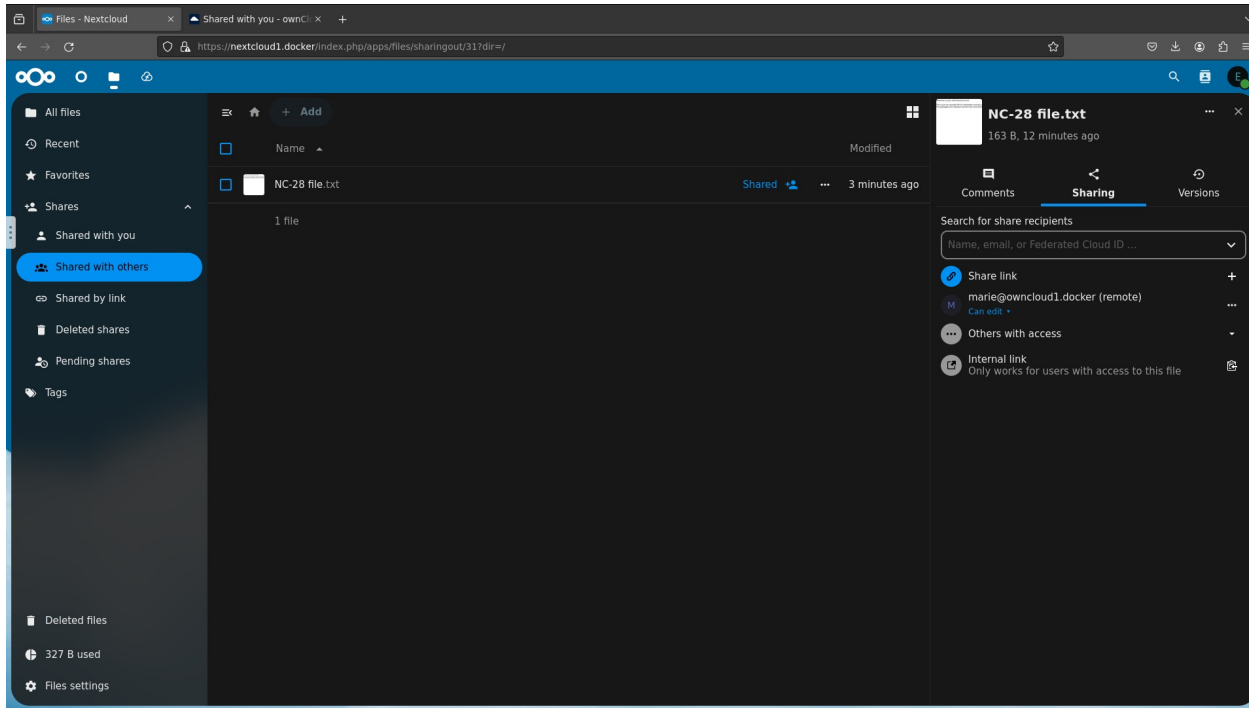 Files - Nextcloud
Shared with you - ownCl
https://nextcloud1.docker/index.php/apps/files/sharingout/31?dir=/
E
All files
Recent
Favorites
Shares
Shared with you
Shared with others
Shared by link
Deleted shares
Pending shares
Tags
Deleted files
327 B used
Files settings
+ Add
Name
Modified
NC-28 file.txt
Shared
3 minutes ago
1 file
NC-28 file.txt
163 B, 12 minutes ago
Comments
Sharing
Versions
Search for share recipients
Name, email, or Federated Cloud ID ...
Share link
M
marie@owncloud1.docker (remote)
Can edit
Others with access
Internal link
Only works for users with access to this file